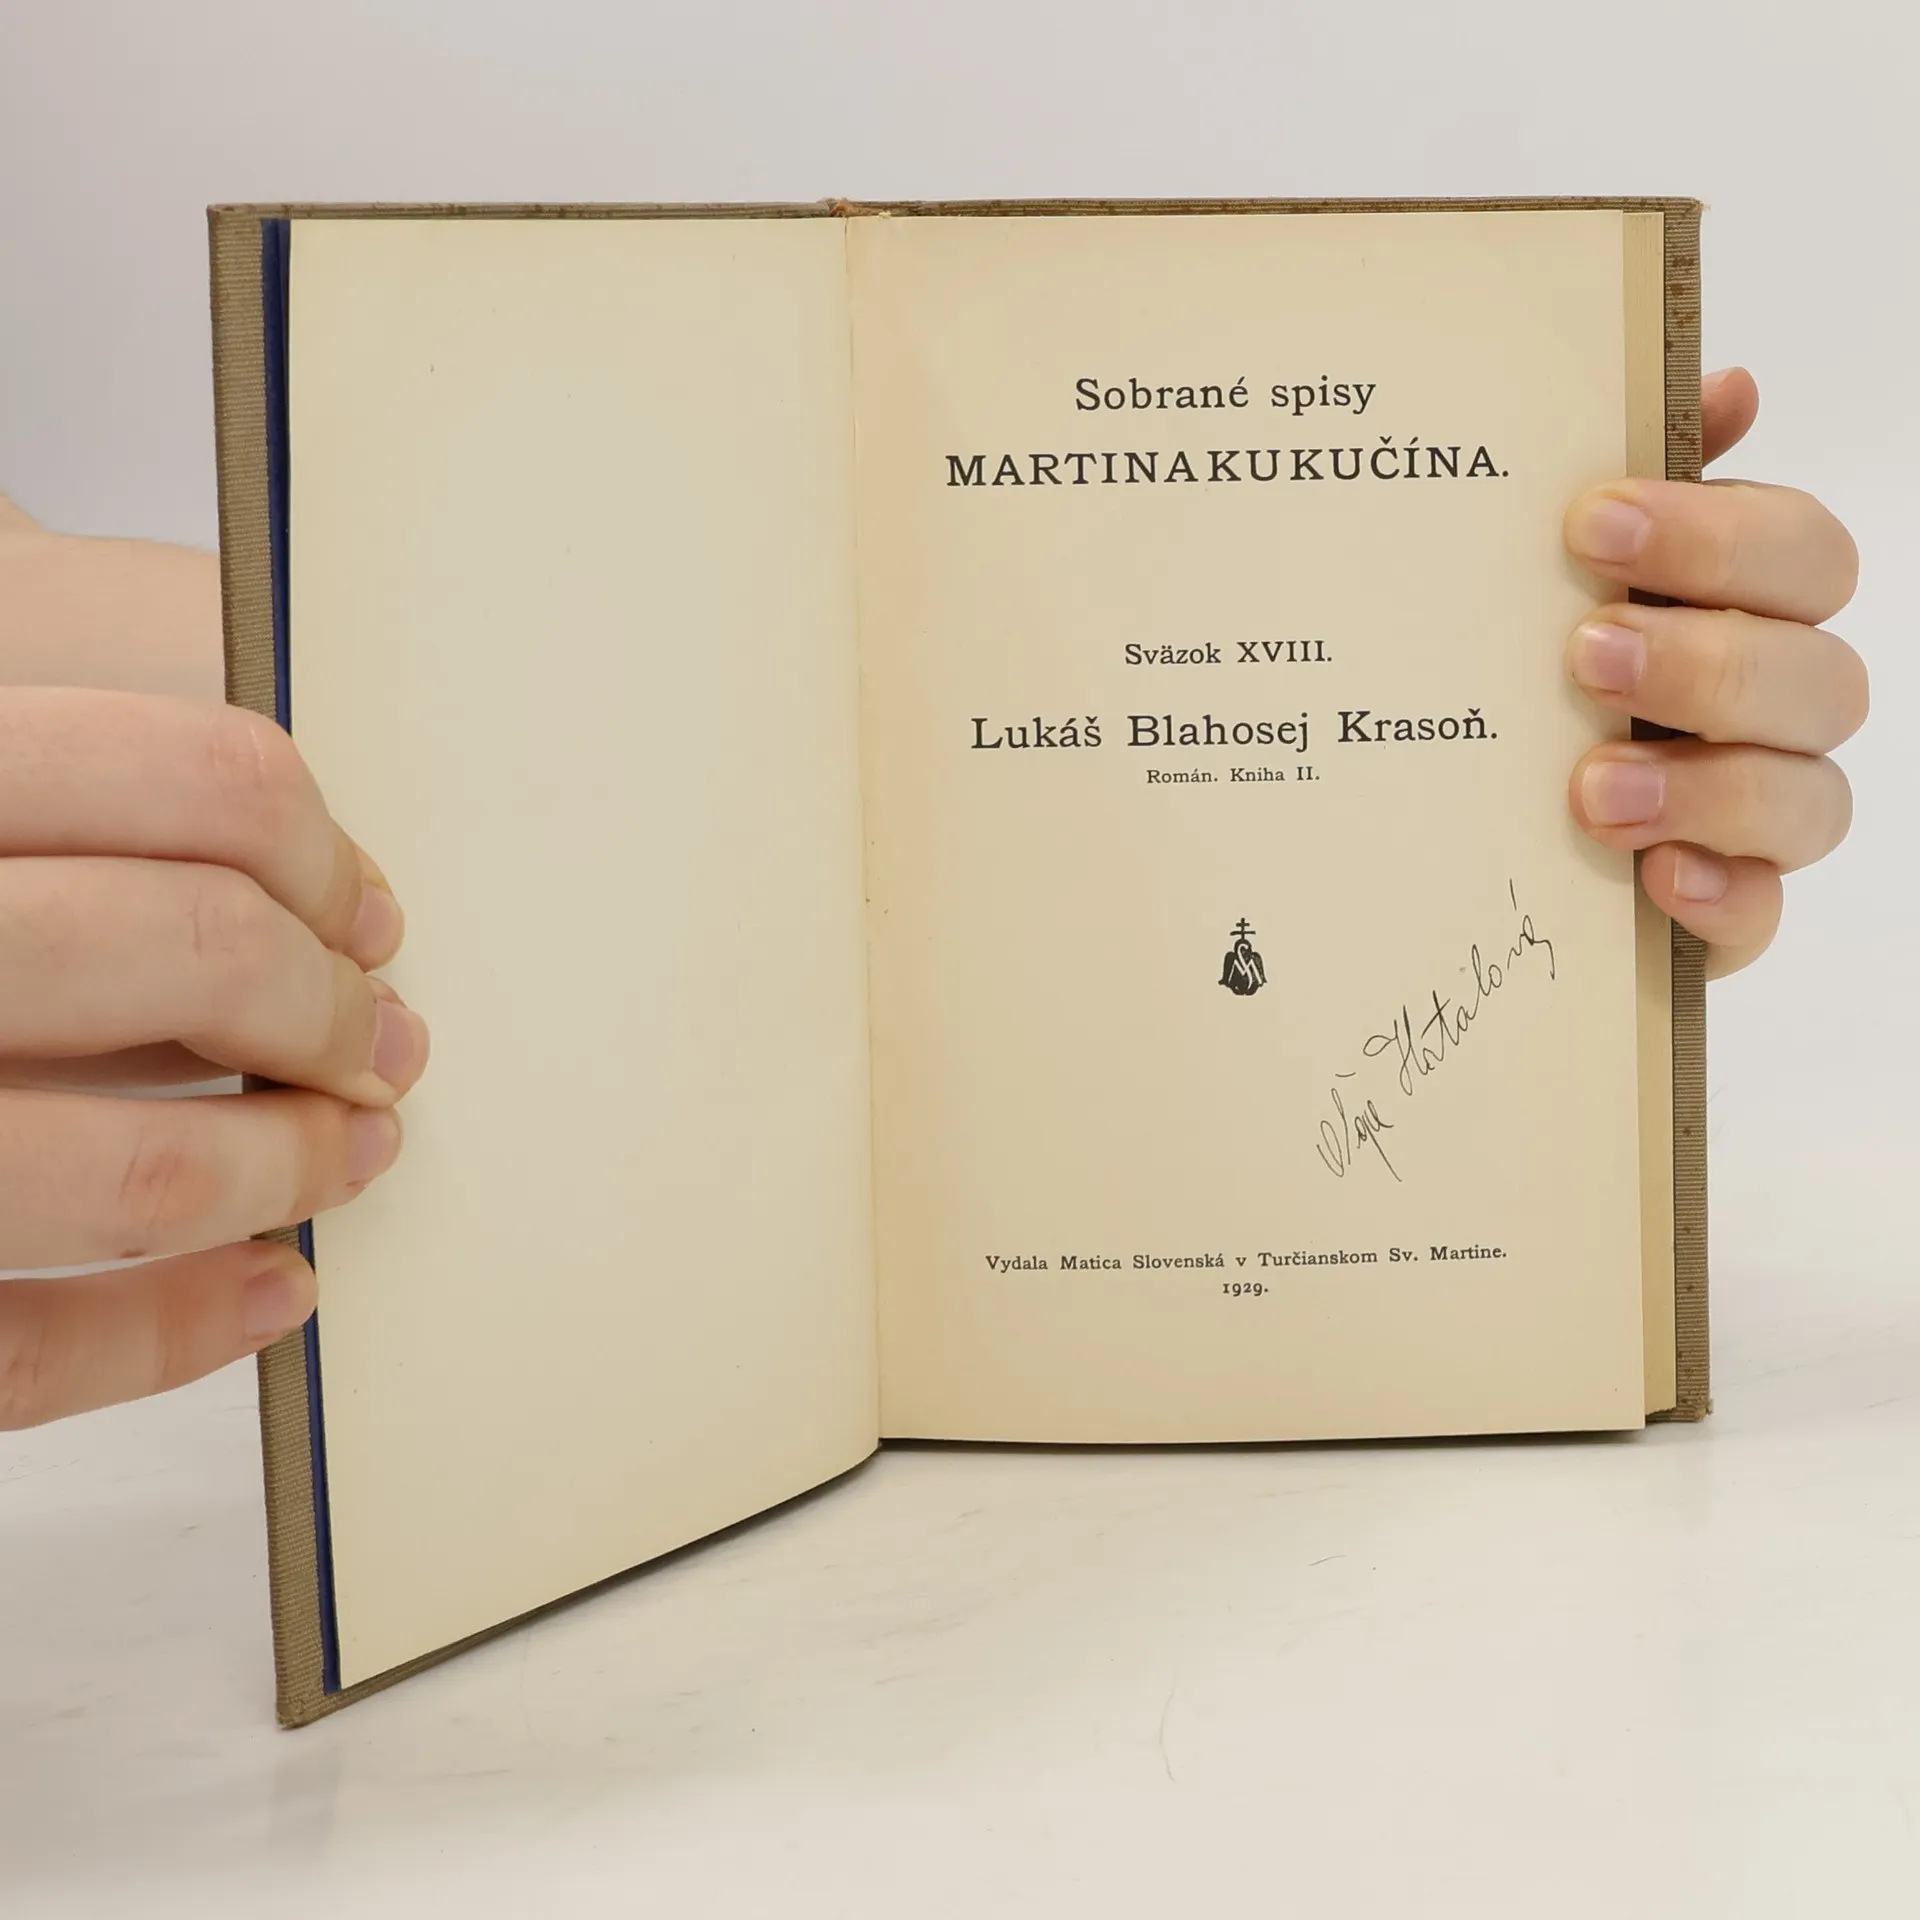 Sobrané spisy
MARTINA KUKUČÍNA.
Sväzok XVIII.
Lukáš Blahosej Krasoň.
Román. Kniha II.
Vydala Matica Slovenská v Turčianskom Sv. Martine.
1929.